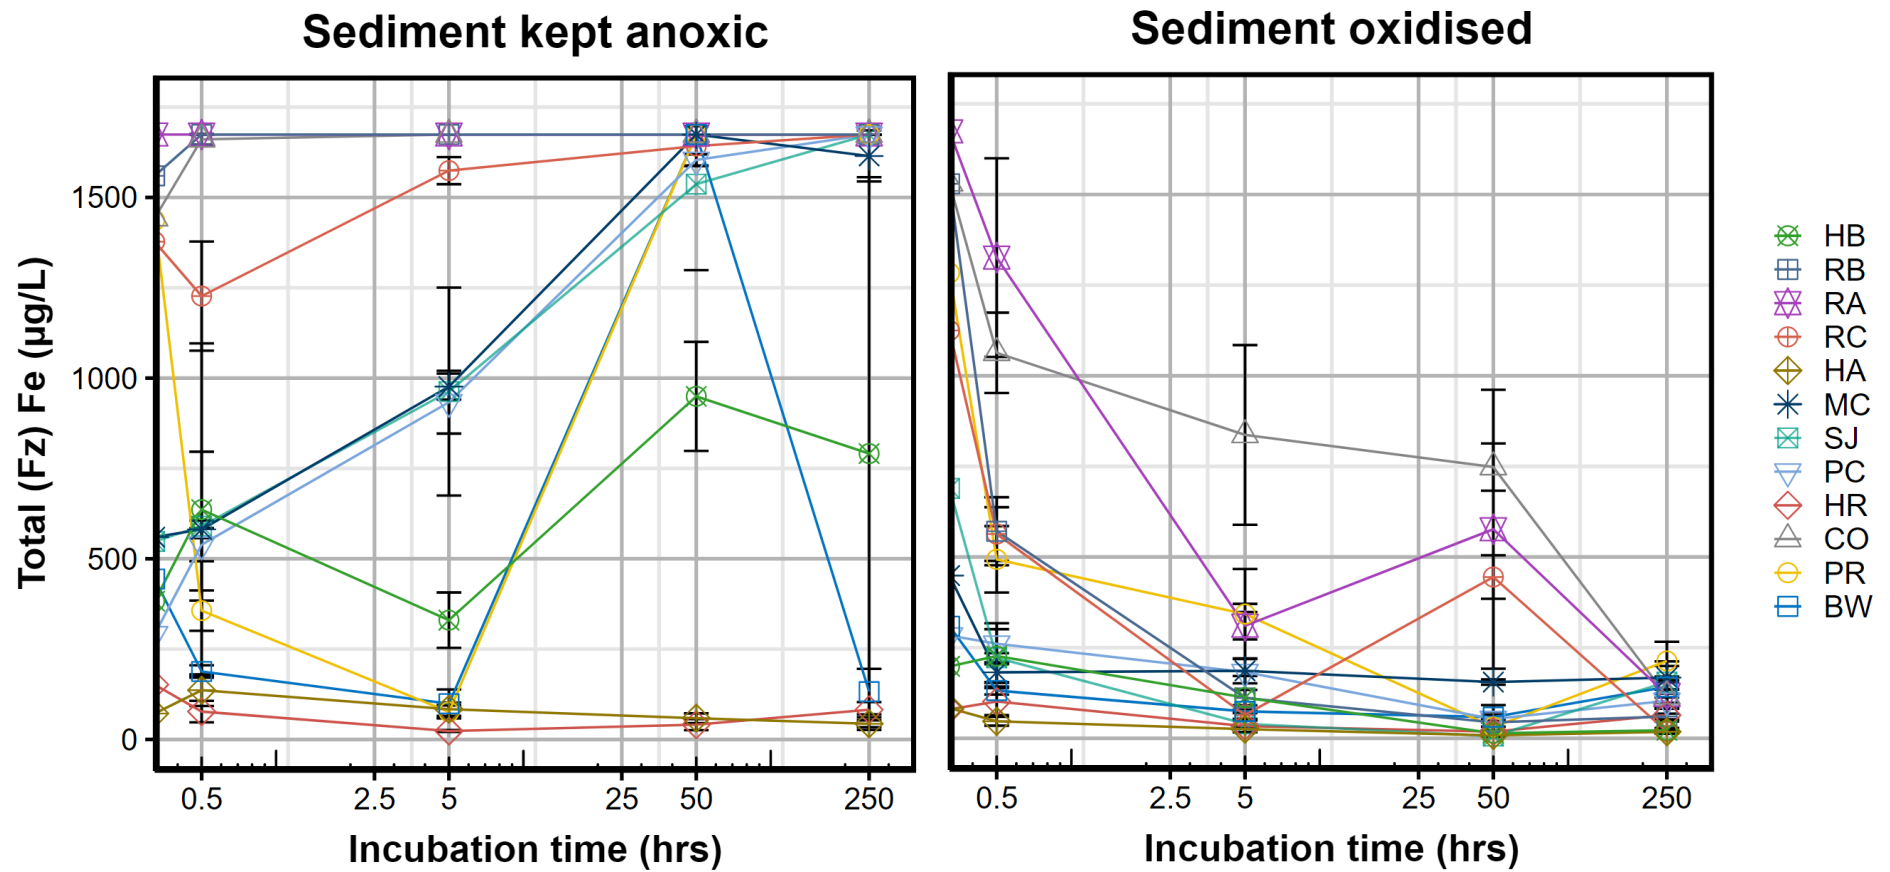 Sediment kept anoxic
Sediment oxidised
Total (Fz) Fe (µg/L)
1500
1000
500
0
0.5 2.5 5 25 50 250
0.5 2.5 5 25 50 250
Incubation time (hrs)
Incubation time (hrs)
HB
RB
RA
RC
HA
MC
SJ
PC
HR
CO
PR
BW